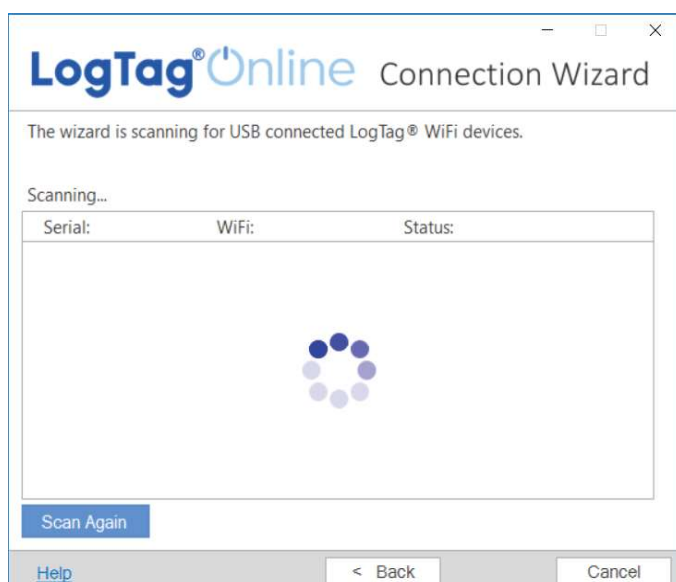 LogTag® Online Connection Wizard
The wizard is scanning for USB connected LogTag® WiFi devices.
Scanning...
Serial: WiFi: Status:
Scan Again
Help < Back Cancel